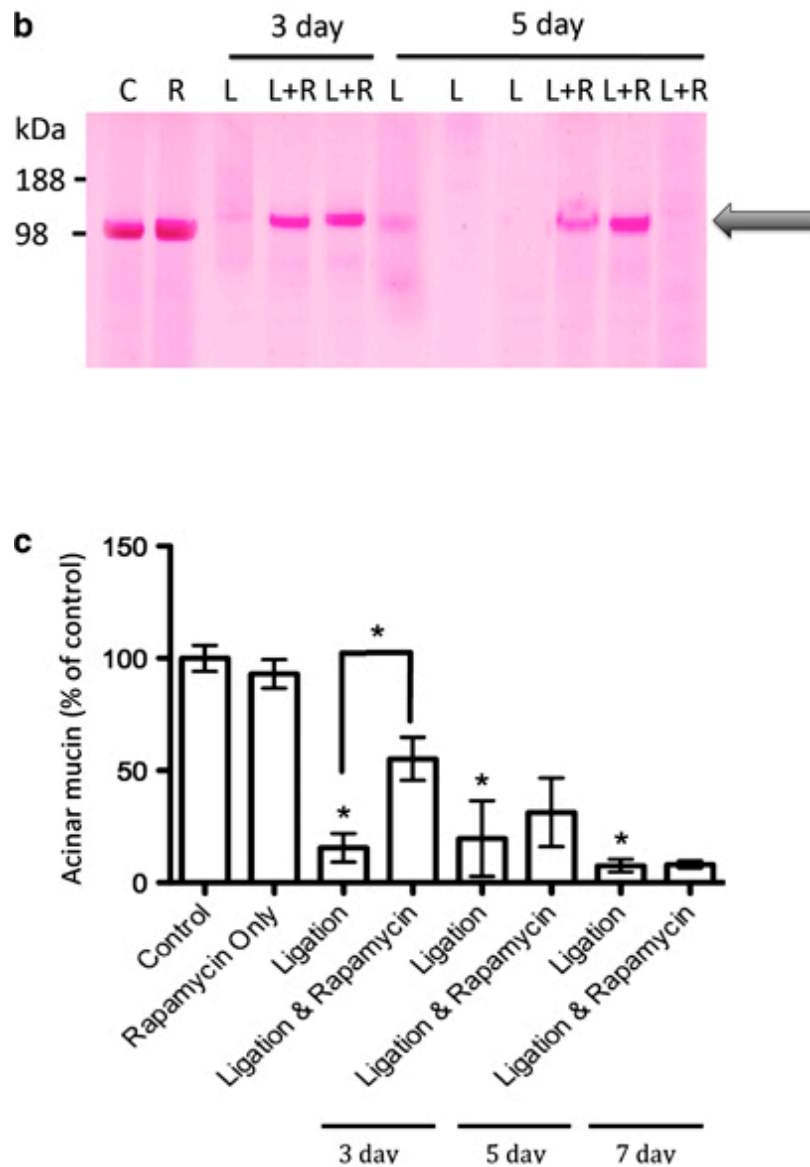 b
3 day 5 day
C R L L+R L+R L L L L+R L+R L+R
kDa
188
98
c
Acinar mucin (% of control)
150
100
50
0
*
*
*
*
Control
Rapamycin Only
Ligation
Ligation & Rapamycin
Ligation
Ligation & Rapamycin
Ligation
Ligation & Rapamycin
3 day 5 day 7 day